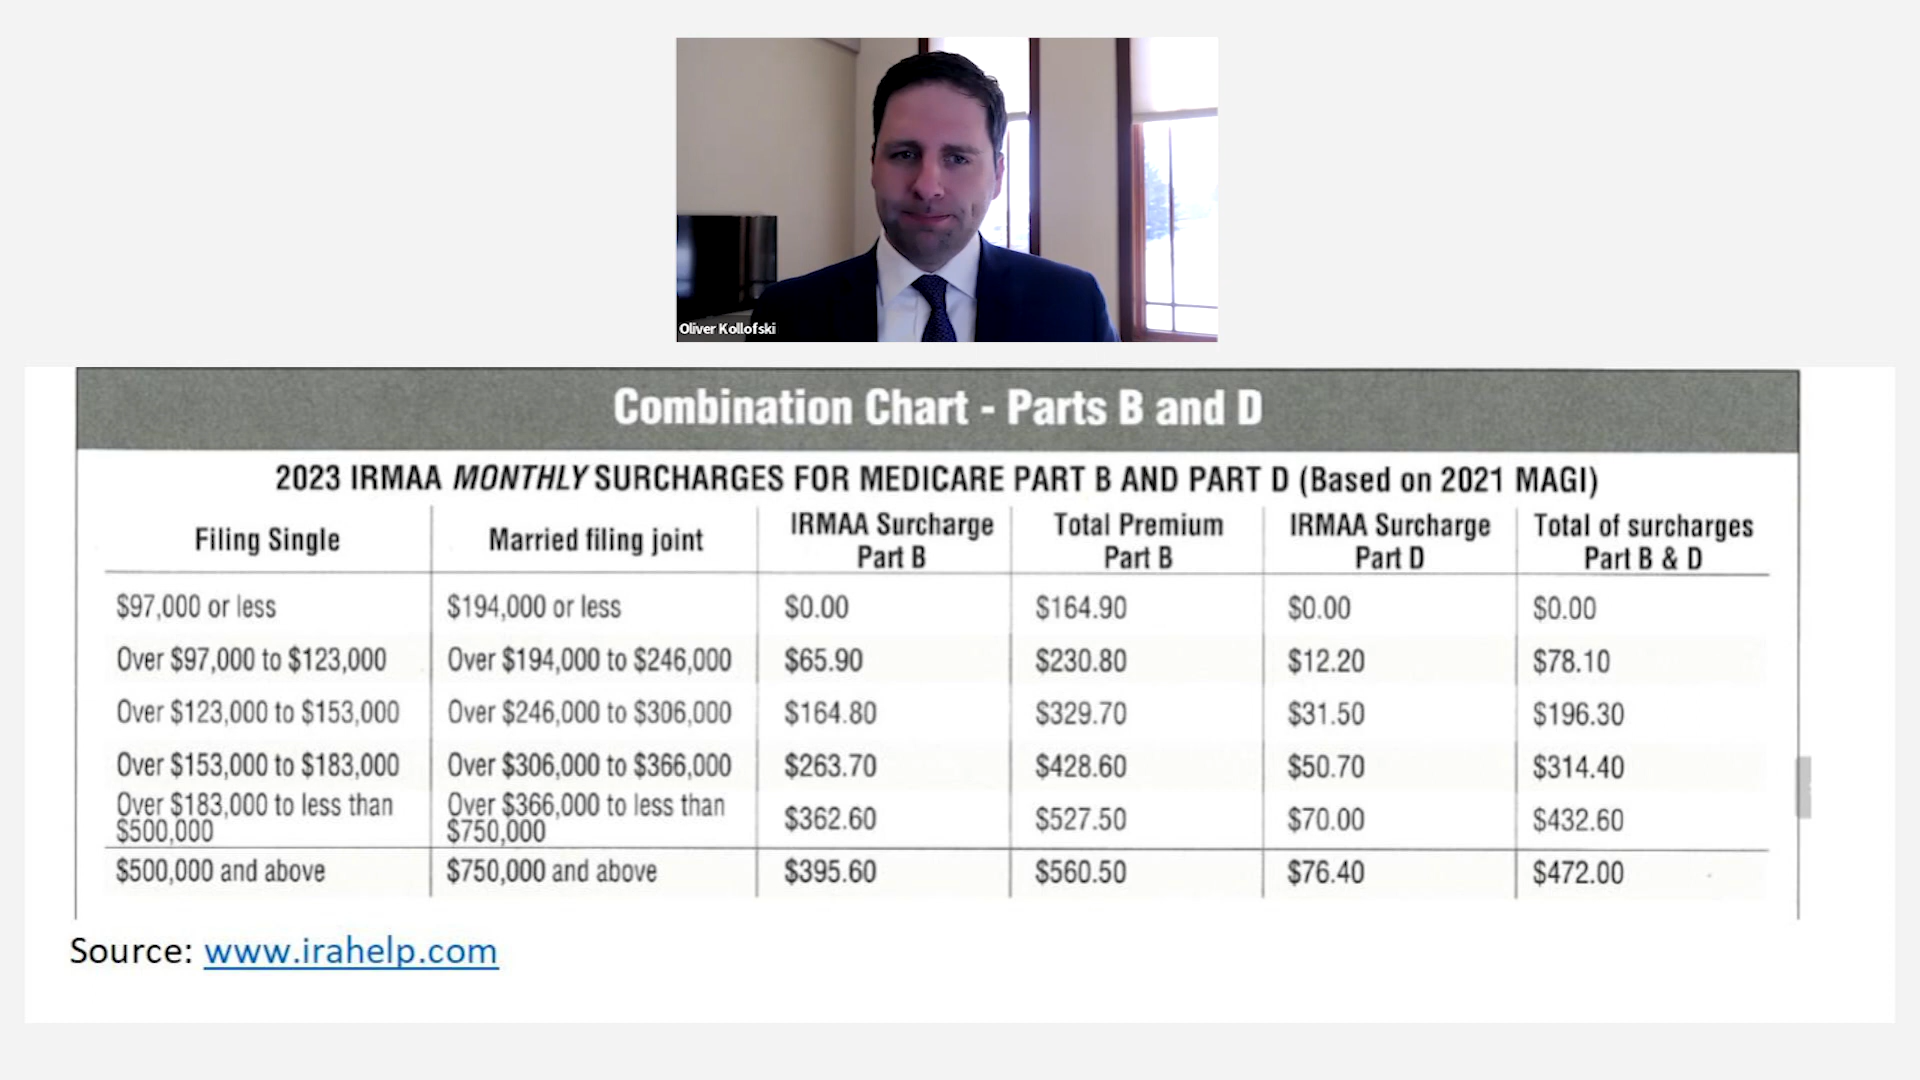 Oliver Kollofski
Combination Chart - Parts B and D
2023 IRMAA MONTHLY SURCHARGES FOR MEDICARE PART B AND PART D (Based on 2021 MAGI)
Filing Single Married filing joint IRMAA Surcharge Part B Total Premium Part B IRMAA Surcharge Part D Total of surcharges Part B & D
$97,000 or less $194,000 or less $0.00 $164.90 $0.00 $0.00
Over $97,000 to $123,000 Over $194,000 to $246,000 $65.90 $230.80 $12.20 $78.10
Over $123,000 to $153,000 Over $246,000 to $306,000 $164.80 $329.70 $31.50 $196.30
Over $153,000 to $183,000 Over $306,000 to $366,000 $263.70 $428.60 $50.70 $314.40
Over $183,000 to less than $500,000 Over $366,000 to less than $750,000 $362.60 $527.50 $70.00 $432.60
$500,000 and above $750,000 and above $395.60 $560.50 $76.40 $472.00
Source: www.irahelp.com